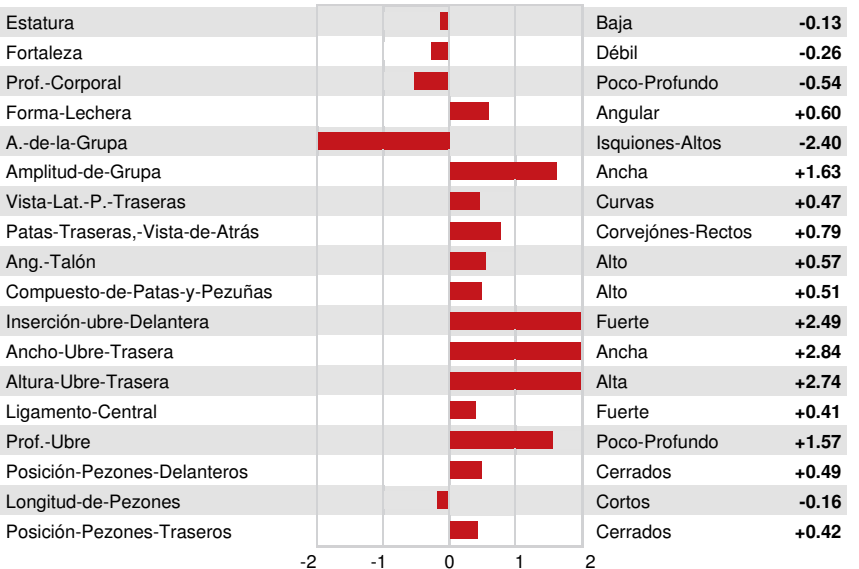 Estatura Baja -0.13
Fortaleza Débil -0.26
Prof.-Corporal Poco-Profundo -0.54
Forma-Lechera Angular +0.60
A.-de-la-Grupa Isquiones-Altos -2.40
Amplitud-de-Grupa Ancha +1.63
Vista-Lat.-P.-Traseras Curvas +0.47
Patas-Traseras,-Vista-de-Atrás Corvejónes-Rectos +0.79
Ang.-Talón Alto +0.57
Compuesto-de-Patas-y-Pezuñas Alto +0.51
Inserción-ubre-Delantera Fuerte +2.49
Ancho-Ubre-Trasera Ancha +2.84
Altura-Ubre-Trasera Alta +2.74
Ligamento-Central Fuerte +0.41
Prof.-Ubre Poco-Profundo +1.57
Posición-Pezones-Delanteros Cerrados +0.49
Longitud-de-Pezones Cortos -0.16
Posición-Pezones-Traseros Cerrados +0.42
-2 -1 0 1 2